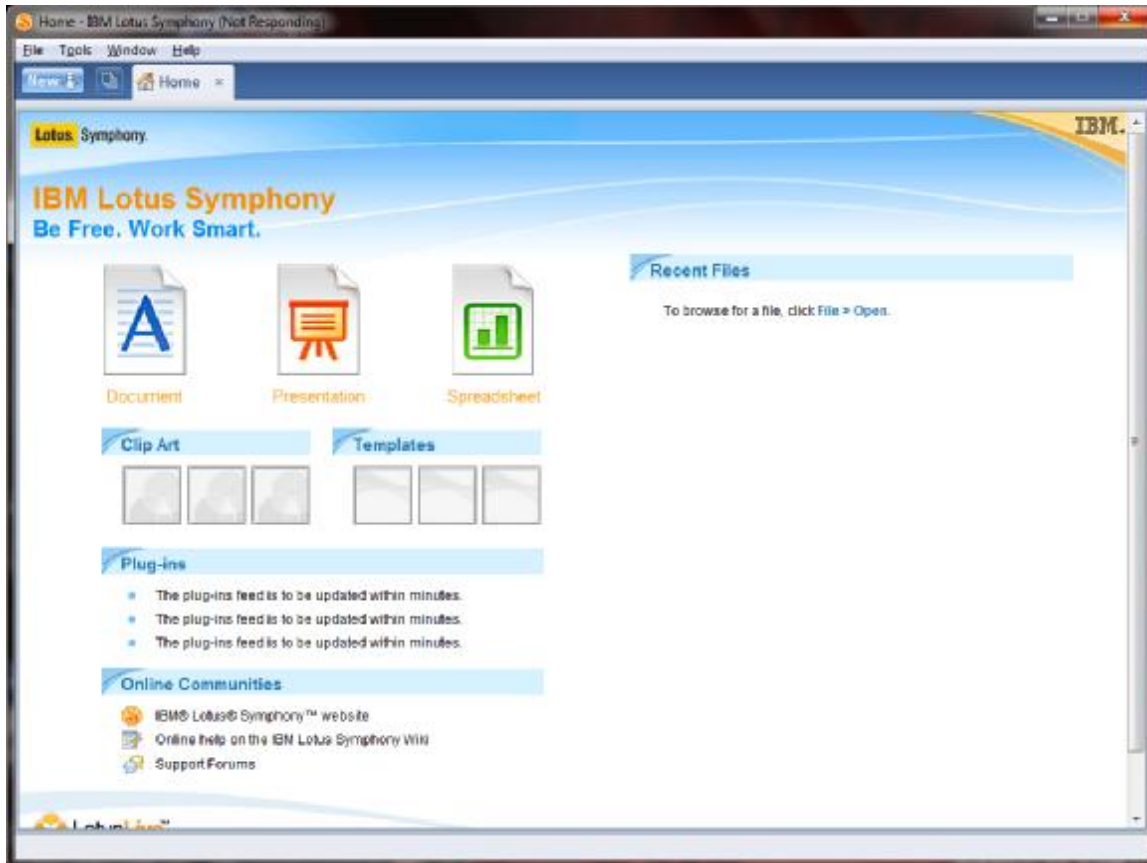 Home - IBM Lotus Symphony (Not Responding)
File Tools Window Help
New Home
Lotus Symphony.
IBM.
IBM Lotus Symphony
Be Free. Work Smart.
Document Presentation Spreadsheet
Recent Files
To browse for a file, click File > Open.
Clip Art Templates
Plug-ins
The plug-ins feed is to be updated within minutes.
The plug-ins feed is to be updated within minutes.
The plug-ins feed is to be updated within minutes.
Online Communities
IBM® Lotus® Symphony™ website
Online help on the IBM Lotus Symphony Wiki
Support Forums
LotusLive™